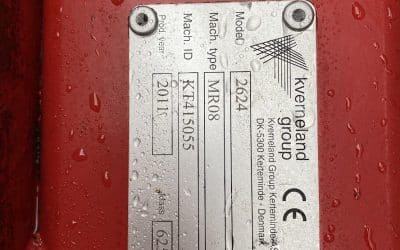 kverneland
group
Kverneland Group Kerteminde
DK-5300 Kerteminde - Denmark
CE
Model 2624
Mach. type MR08
Mach. ID KT415055
Prod. year 2011
Mass 62